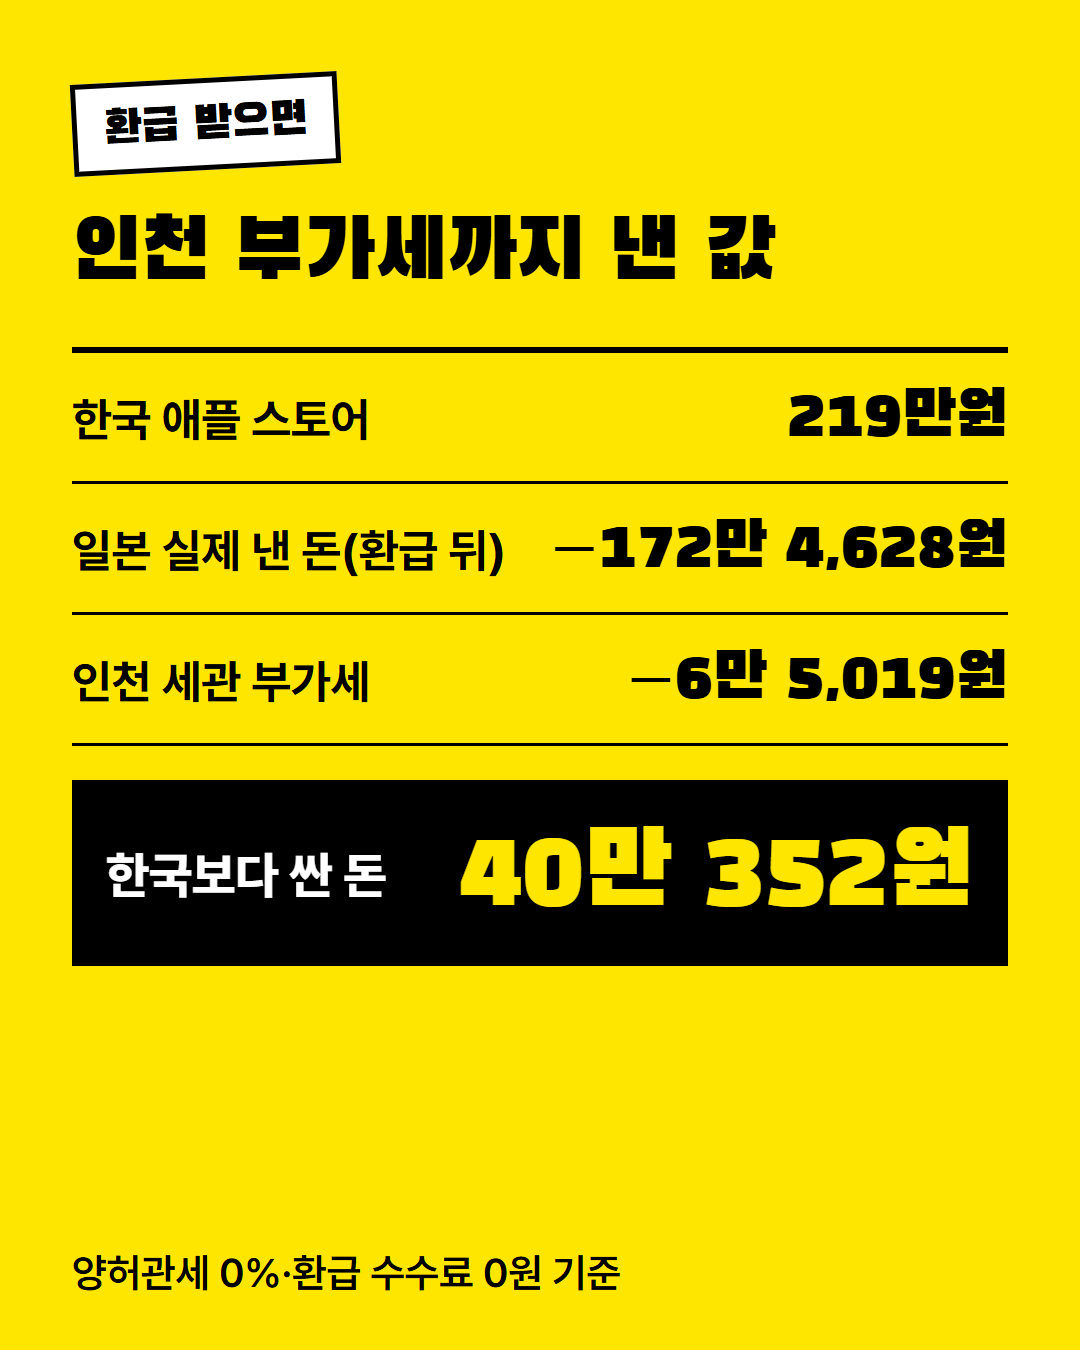 환급 받으면
인천 부가세까지 낸 값
한국 애플 스토어 219만원
일본 실제 낸 돈(환급 뒤) −172만 4,628원
인천 세관 부가세 −6만 5,019원
한국보다 싼 돈 40만 352원
양허관세 0%·환급 수수료 0원 기준